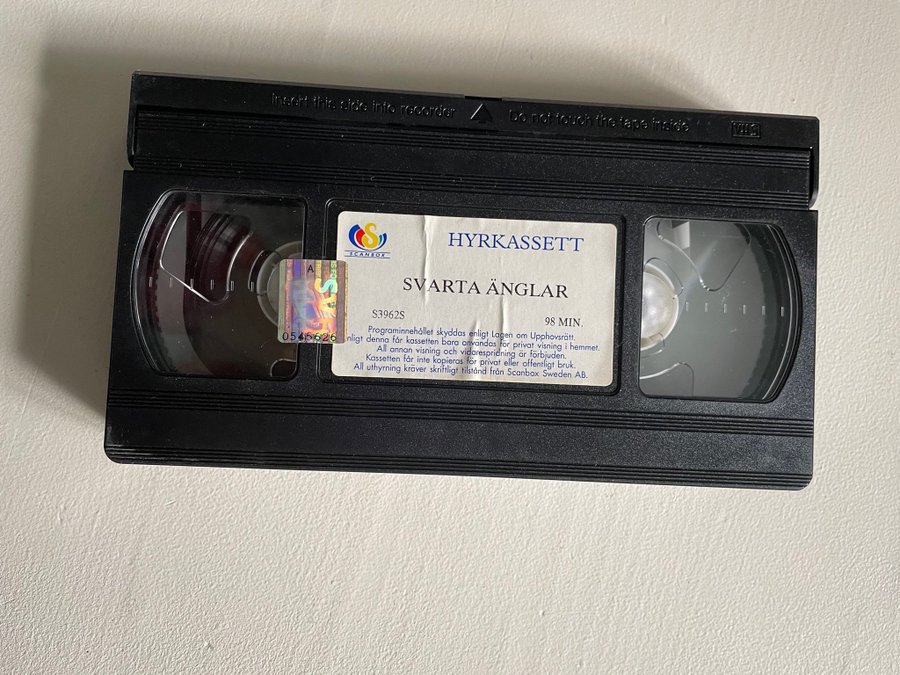 Insert this side into recorder Do not touch the tape inside VHS
S
SCANBOX
HYRKASSETT
SVARTA ÄNGLAR
S3962S 98 MIN.
Programinnehållet skyddas enligt Lagen om Upphovsrätt.
nligt denna får kassetten bara användas för privat visning i hemmet.
All annan visning och vidarespridning är förbjuden.
Kassetten får inte kopieras för privat eller offentligt bruk.
All uthyrning kräver skriftligt tilstånd från Scanbox Sweden AB.
A
0545626